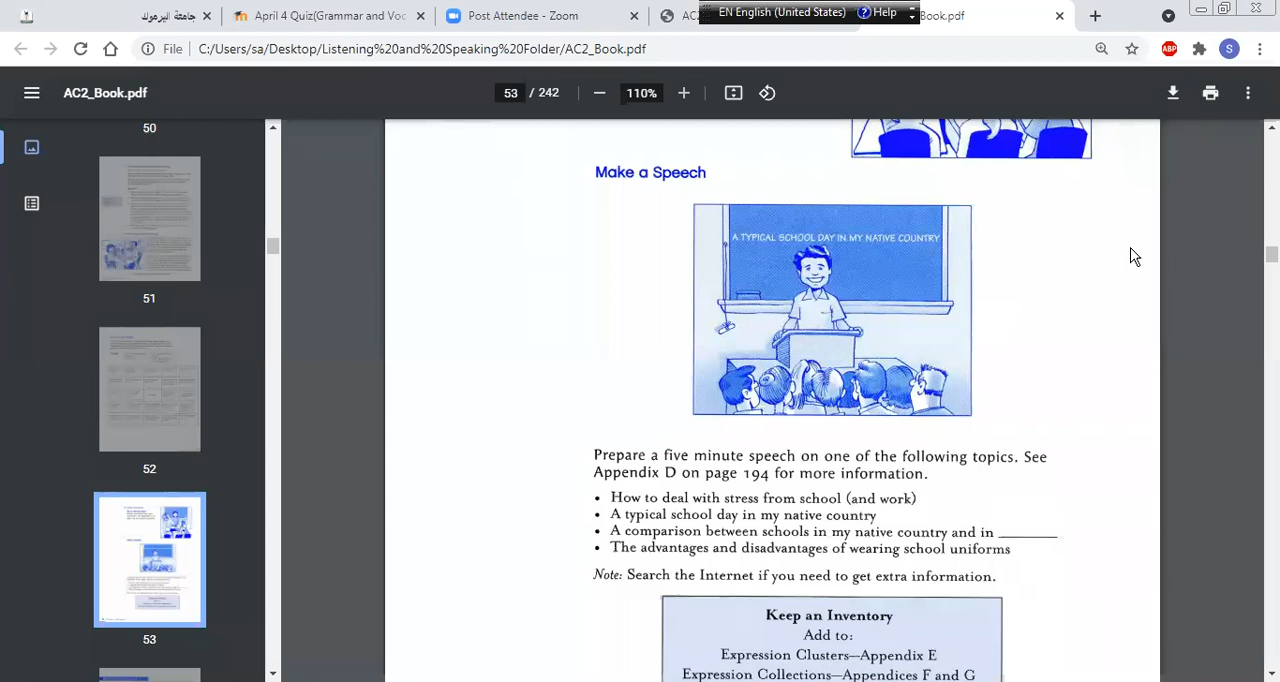 جامعة اليرموك
April 4 Quiz(Grammar and Voc
Post Attendee - Zoom
EN English (United States)
Help
Book.pdf
File
C:/Users/sa/Desktop/Listening%20and%20Speaking%20Folder/AC2_Book.pdf
ABP
S
AC2_Book.pdf
53 / 242
110%
50
51
52
53
Make a Speech
A TYPICAL SCHOOL DAY IN MY NATIVE COUNTRY
Prepare a five minute speech on one of the following topics. See
Appendix D on page 194 for more information.
• How to deal with stress from school (and work)
• A typical school day in my native country
• A comparison between schools in my native country and in ________
• The advantages and disadvantages of wearing school uniforms
Note: Search the Internet if you need to get extra information.
Keep an Inventory
Add to:
Expression Clusters—Appendix E
Expression Collections—Appendices F and G